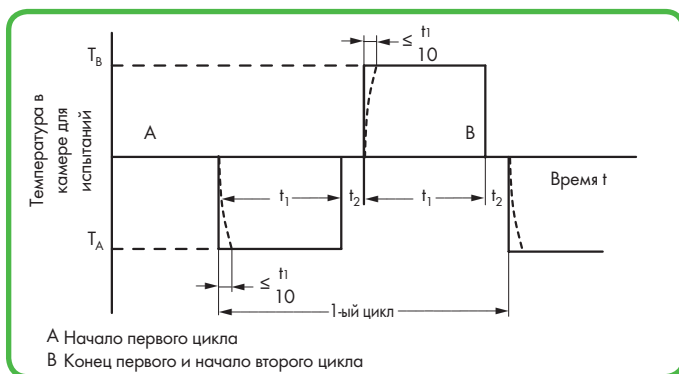 Температура в
камере для
испытаний
T_B
T_A
A
B
≤ t1
10
t₁
t₂
t₁
t₂
Время t
≤ t1
10
1-ый цикл
A Начало первого цикла
B Конец первого и начало второго цикла